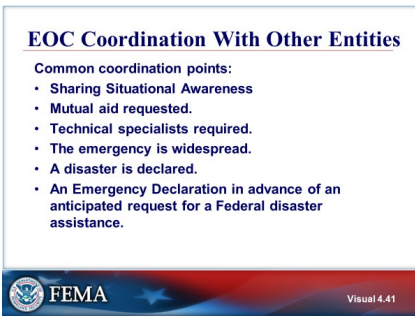 EOC Coordination With Other Entities
Common coordination points:
• Sharing Situational Awareness
• Mutual aid requested.
• Technical specialists required.
• The emergency is widespread.
• A disaster is declared.
• An Emergency Declaration in advance of an
anticipated request for a Federal disaster
assistance.
FEMA
Visual 4.41